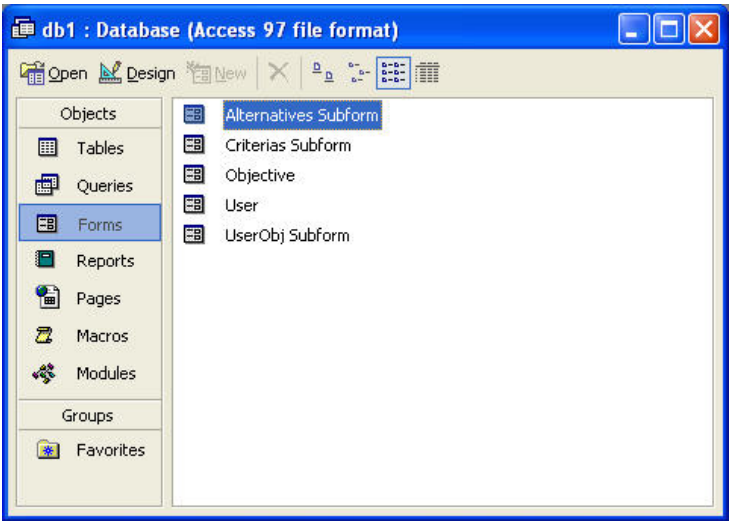 db1 : Database (Access 97 file format)
Open Design New
Objects
Tables
Queries
Forms
Reports
Pages
Macros
Modules
Groups
Favorites
Alternatives Subform
Criterias Subform
Objective
User
UserObj Subform